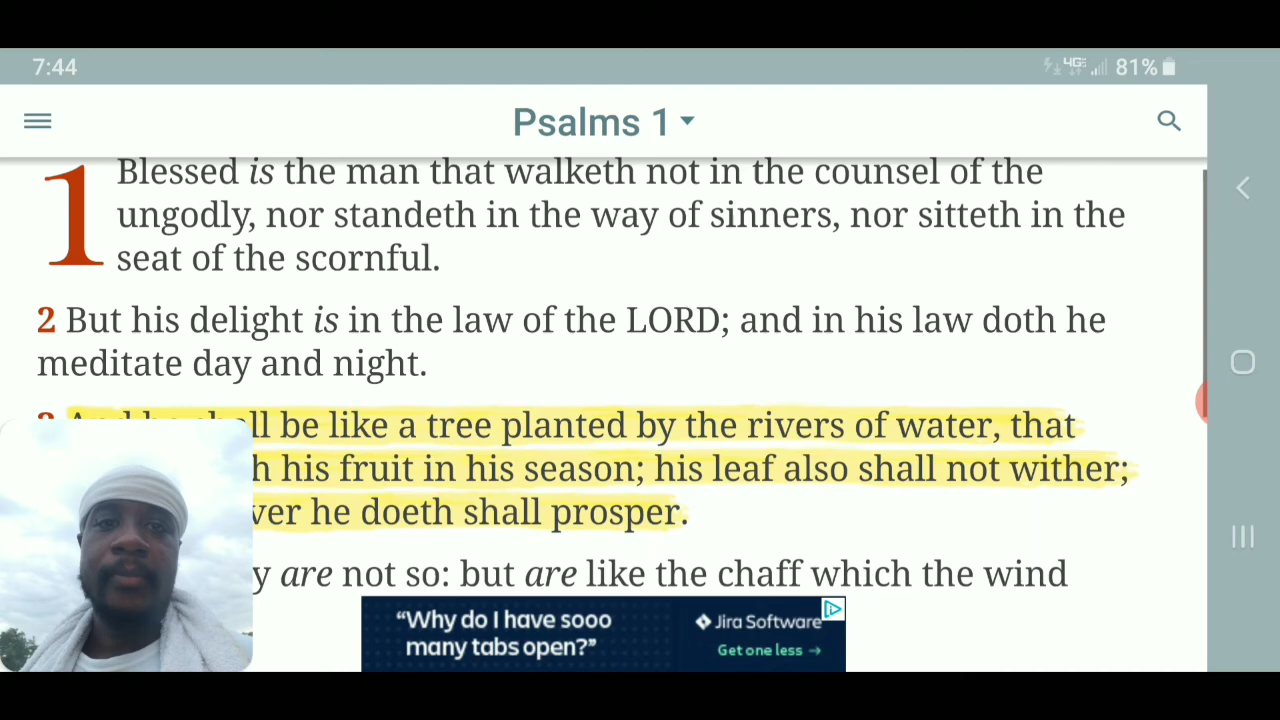 7:44
4G 81%
Psalms 1
1 Blessed is the man that walketh not in the counsel of the
ungodly, nor standeth in the way of sinners, nor sitteth in the
seat of the scornful.
2 But his delight is in the law of the LORD; and in his law doth he
meditate day and night.
be like a tree planted by the rivers of water, that
his fruit in his season; his leaf also shall not wither;
he doeth shall prosper.
are not so: but are like the chaff which the wind
“Why do I have sooo
many tabs open?”
Jira Software
Get one less →